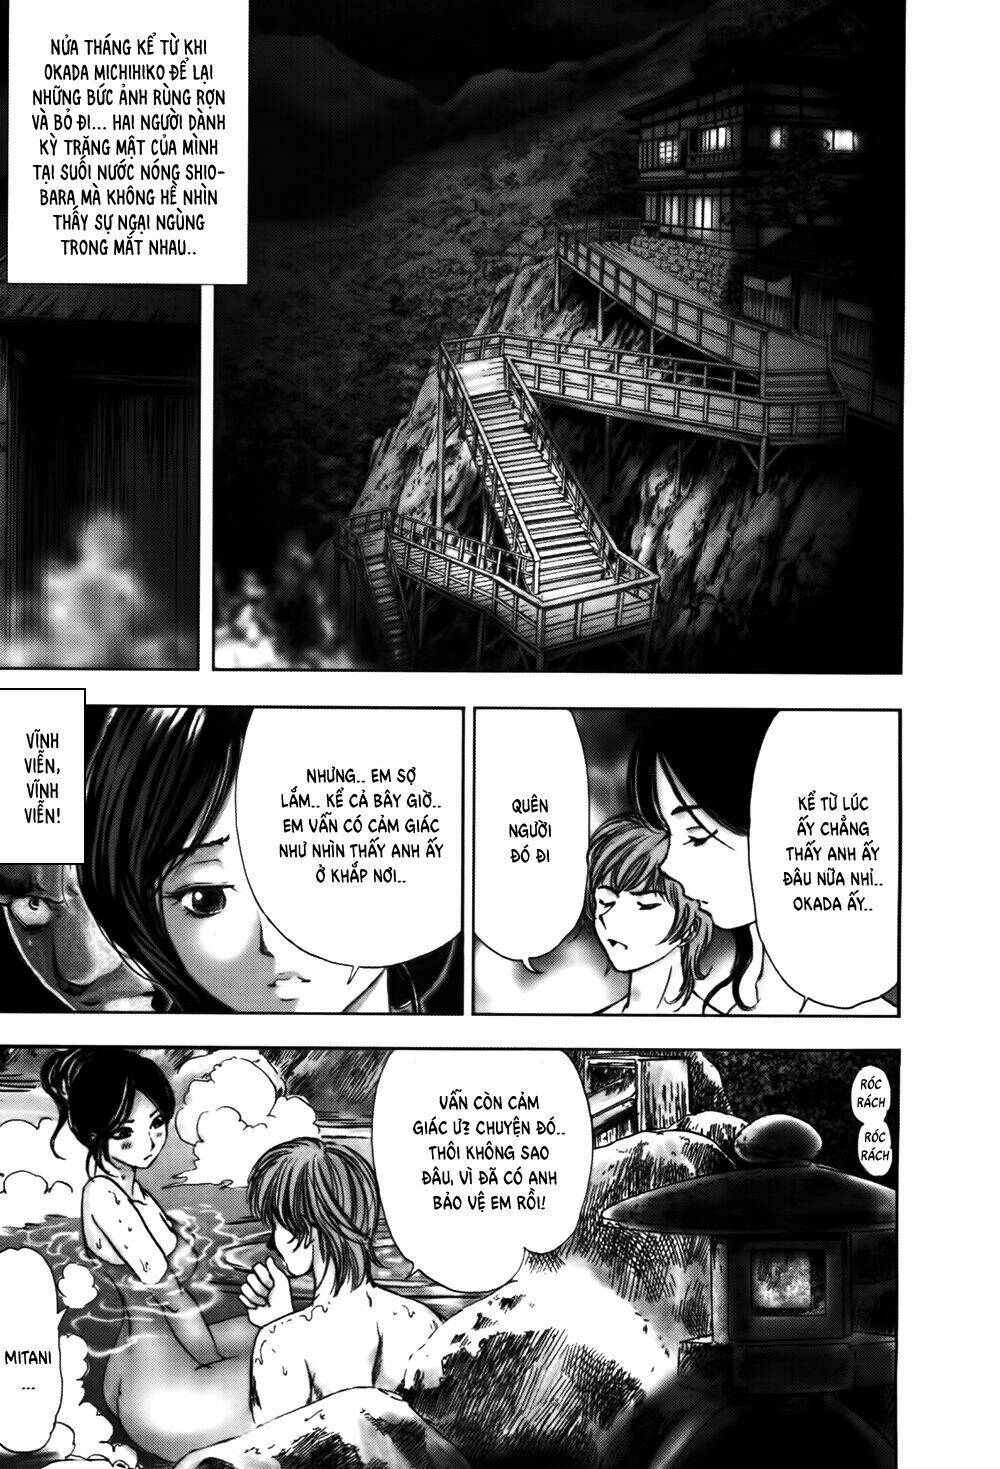 NỬA THÁNG KỂ TỪ KHI
OKADA MICHIHIKO ĐỂ LẠI
NHỮNG BỨC ẢNH RÙNG RỢN
VÀ BỎ ĐI... HAI NGƯỜI DÀNH
KỲ TRĂNG MẬT CỦA MÌNH
TẠI SUỐI NƯỚC NÓNG SHIO-
BARA MÀ KHÔNG HỀ NHÌN
THẤY SỰ NGẠI NGÙNG
TRONG MẮT NHAU..
KỂ TỪ LÚC
ẤY CHẲNG
THẤY ANH ẤY
ĐÂU NỮA NHỈ..
OKADA ẤY..
QUÊN
NGƯỜI
ĐÓ ĐI
NHƯNG.. EM SỢ
LẮM.. KỂ CẢ BÂY GIỜ..
EM VẪN CÓ CẢM GIÁC
NHƯ NHÌN THẤY ANH ẤY
Ở KHẮP NƠI..
VĨNH
VIỄN,
VĨNH
VIỄN!
RÓC
RÁCH
RÓC
RÁCH
VẪN CÒN CẢM
GIÁC Ư? CHUYỆN ĐÓ..
THÔI KHÔNG SAO
ĐÂU, VÌ ĐÃ CÓ ANH
BẢO VỆ EM RỒI!
MITANI
...